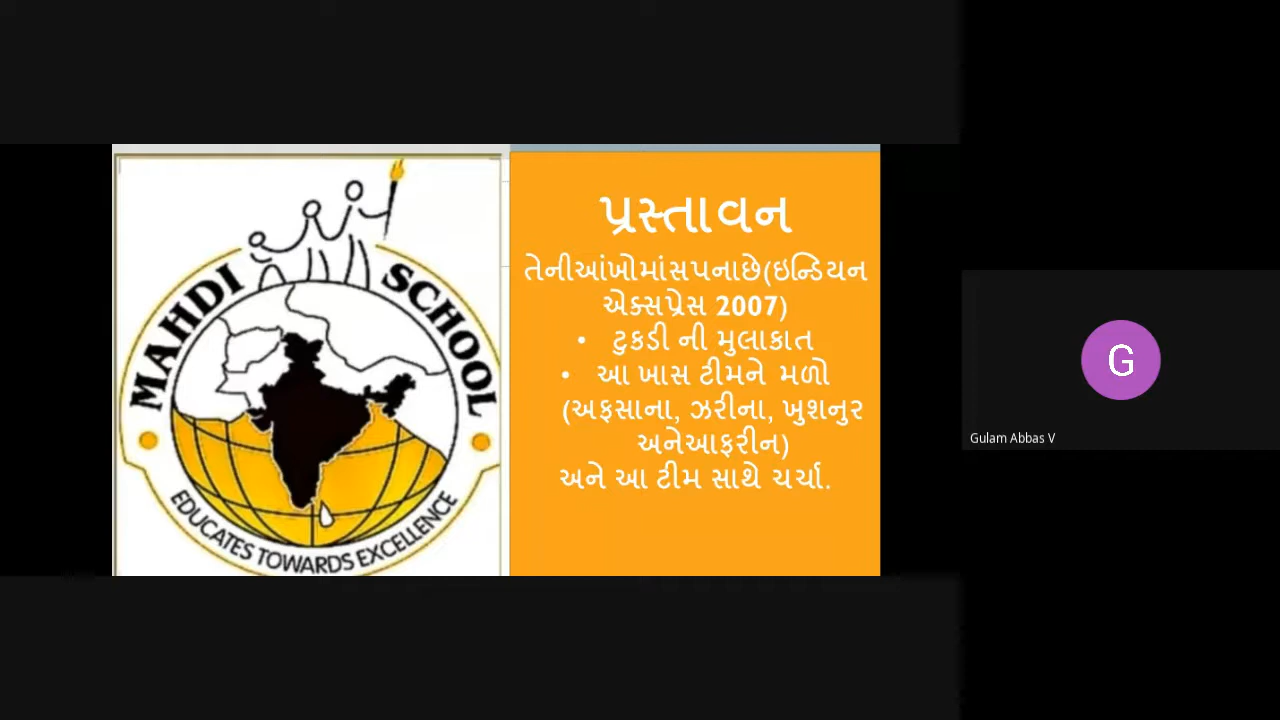 MAHDI SCHOOL
EDUCATES TOWARDS EXCELLENCE
પ્રસ્તાવન
તેનીઆંખોમાંસપનાછે(ઇન્ડિયન
એક્સપ્રેસ 2007)
• ટુકડી ની મુલાકાત
• આ ખાસ ટીમને મળો
(અફસાના, ઝરીના, ખુશનુર
અનેઆફરીન)
અને આ ટીમ સાથે ચર્ચા.
G
Gulam Abbas V